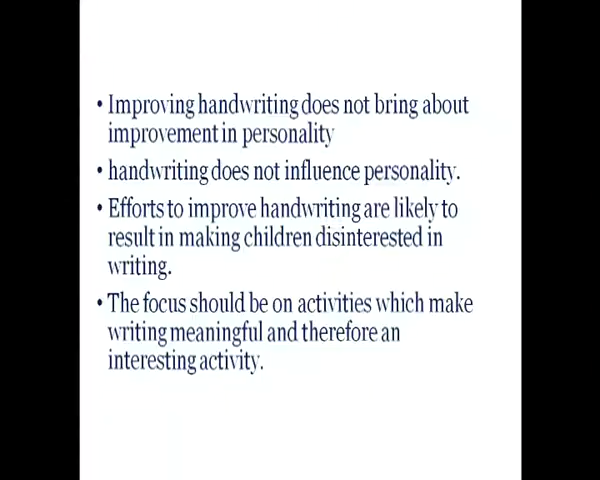 • Improving handwriting does not bring about
improvement in personality
• handwriting does not influence personality.
• Efforts to improve handwriting are likely to
result in making children disinterested in
writing.
• The focus should be on activities which make
writing meaningful and therefore an
interesting activity.